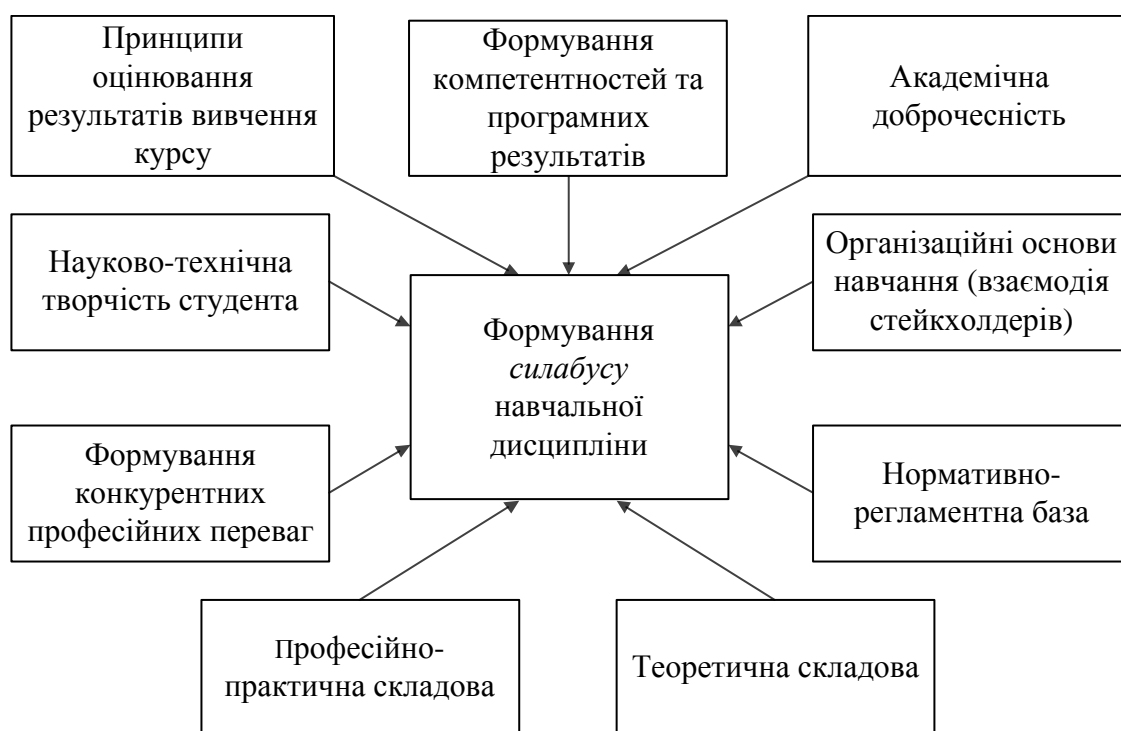 Принципи
оцінювання
результатів вивчення
курсу
Формування
компетентностей та
програмних
результатів
Академічна
доброчесність
Науково-технічна
творчість студента
Організаційні основи
навчання (взаємодія
стейкхолдерів)
Формування
силабусу
навчальної
дисципліни
Формування
конкурентних
професійних переваг
Нормативно-
регламентна база
Професійно-
практична складова
Теоретична складова